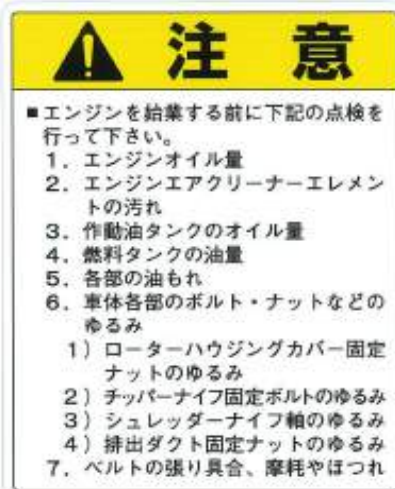 注 意
■エンジンを始業する前に下記の点検を
行って下さい。
1．エンジンオイル量
2．エンジンエアクリーナーエレメン
トの汚れ
3．作動油タンクのオイル量
4．燃料タンクの油量
5．各部の油もれ
6．車体各部のボルト・ナットなどの
ゆるみ
1）ローターハウジングカバー固定
ナットのゆるみ
2）チッパーナイフ固定ボルトのゆるみ
3）シュレッダーナイフ軸のゆるみ
4）排出ダクト固定ナットのゆるみ
7．ベルトの張り具合、摩耗やほつれ